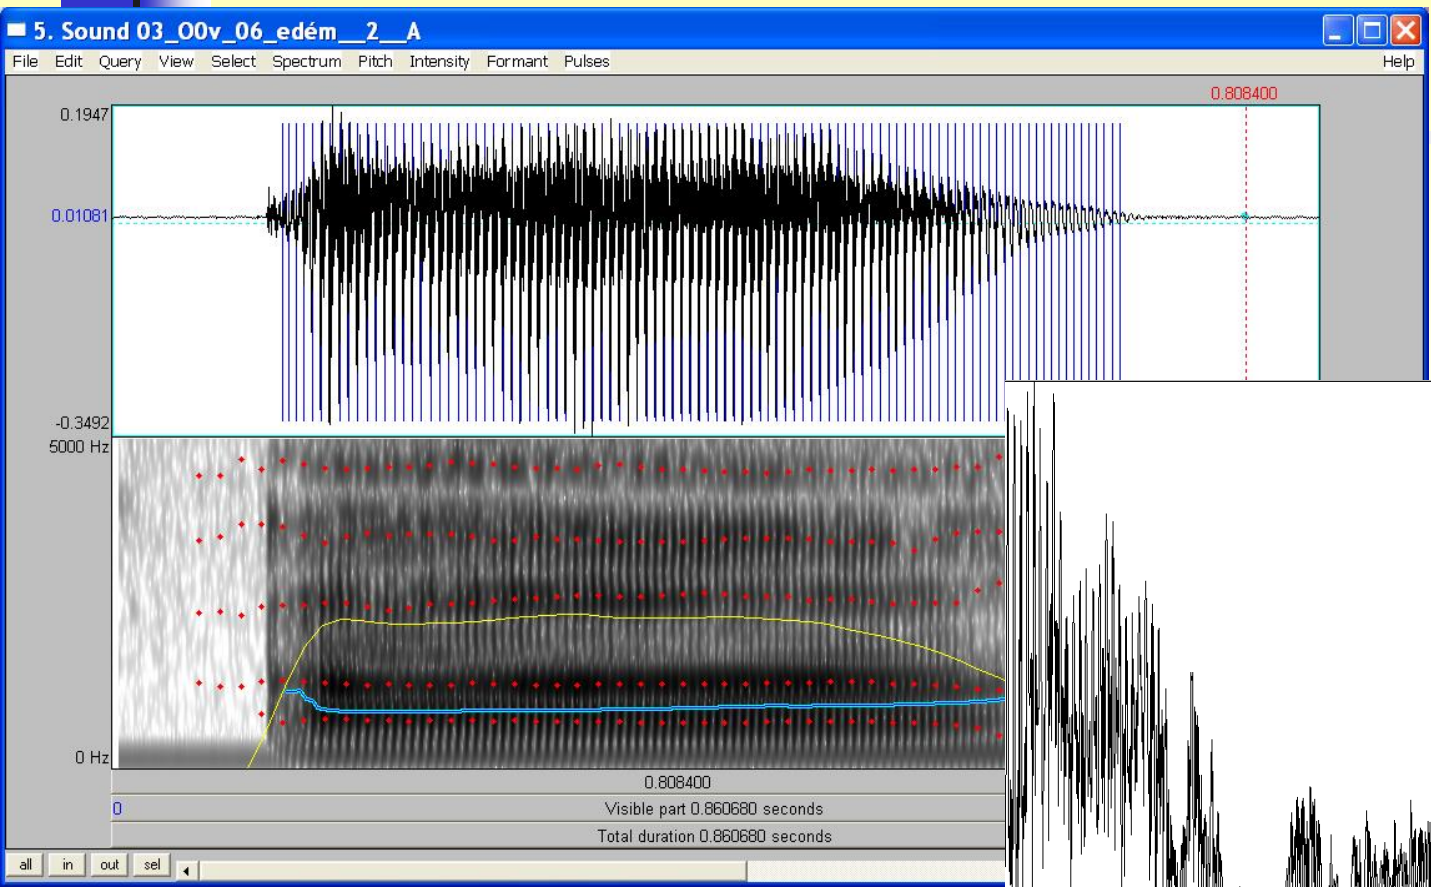 5. Sound 03_O0v_06_edém__2__A
File Edit Query View Select Spectrum Pitch Intensity Formant Pulses Help
0.808400
0.1947
0.01081
-0.3492
5000 Hz
0 Hz
0.808400
0 Visible part 0.860680 seconds
Total duration 0.860680 seconds
all in out sel